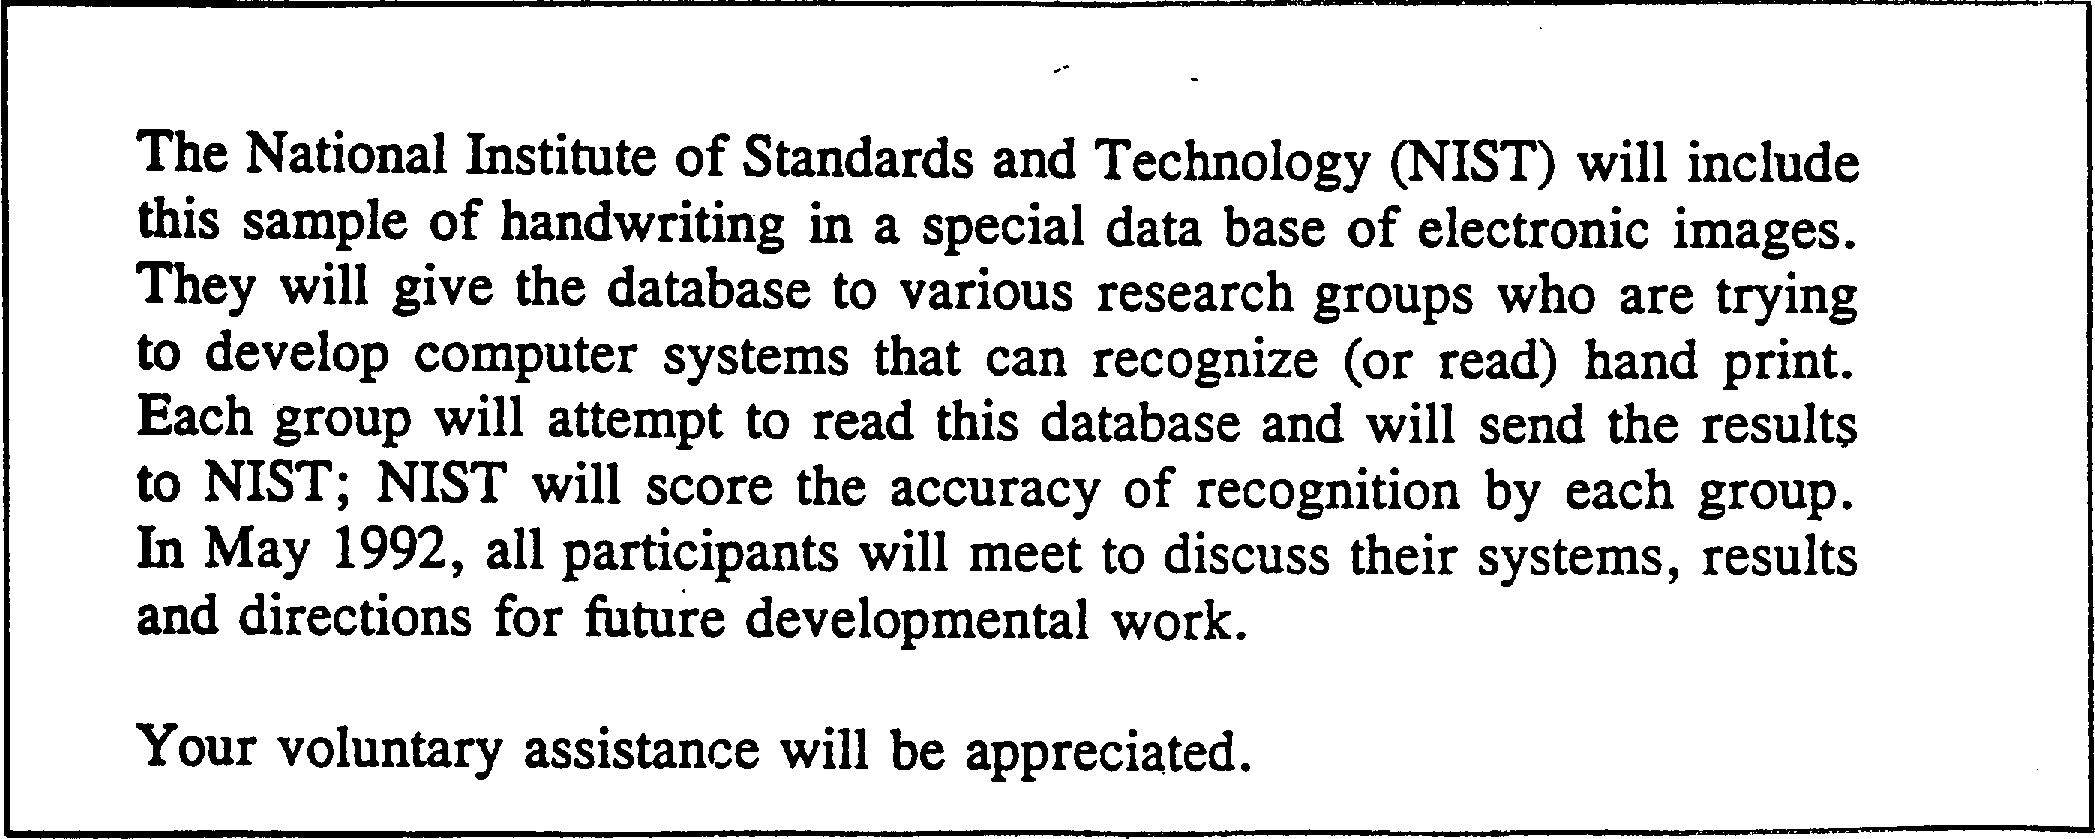 The National Institute of Standards and Technology (NIST) will include
this sample of handwriting in a special data base of electronic images.
They will give the database to various research groups who are trying
to develop computer systems that can recognize (or read) hand print.
Each group will attempt to read this database and will send the results
to NIST; NIST will score the accuracy of recognition by each group.
In May 1992, all participants will meet to discuss their systems, results
and directions for future developmental work.
Your voluntary assistance will be appreciated.